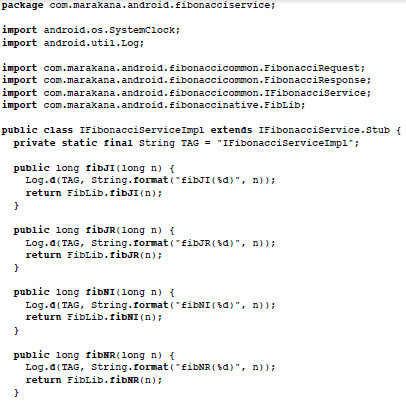 package com.marakana.android.fibonacciservice;
import android.os.SystemClock;
import android.util.Log;
import com.marakana.android.fibonaccicommon.FibonacciRequest;
import com.marakana.android.fibonaccicommon.FibonacciResponse;
import com.marakana.android.fibonaccicommon.IFibonacciService;
import com.marakana.android.fibonaccinative.FibLib;
public class IFibonacciServiceImpl extends IFibonacciService.Stub {
private static final String TAG = "IFibonacciServiceImpl";
public long fibJI(long n) {
Log.d(TAG, String.format("fibJI(%d)", n));
return FibLib.fibJI(n);
}
public long fibJR(long n) {
Log.d(TAG, String.format("fibJR(%d)", n));
return FibLib.fibJR(n);
}
public long fibNI(long n) {
Log.d(TAG, String.format("fibNI(%d)", n));
return FibLib.fibNI(n);
}
public long fibNR(long n) {
Log.d(TAG, String.format("fibNR(%d)", n));
return FibLib.fibNR(n);
}